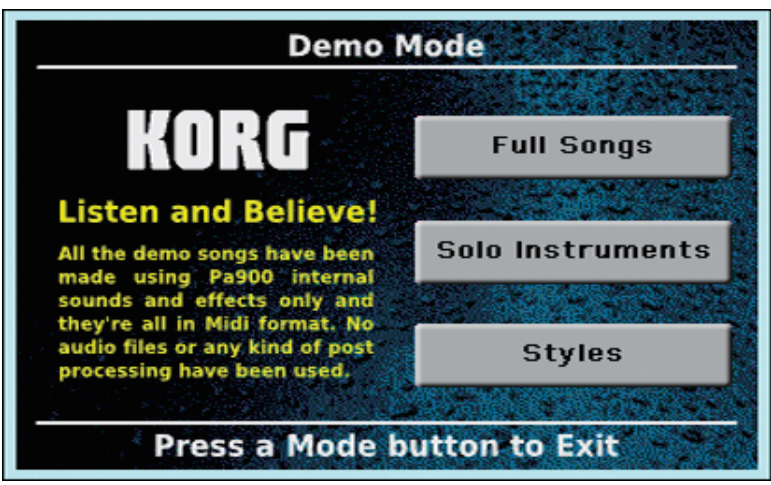 Demo Mode
KORG
Listen and Believe!
All the demo songs have been
made using Pa900 internal
sounds and effects only and
they're all in Midi format. No
audio files or any kind of post
processing have been used.
Full Songs
Solo Instruments
Styles
Press a Mode button to Exit